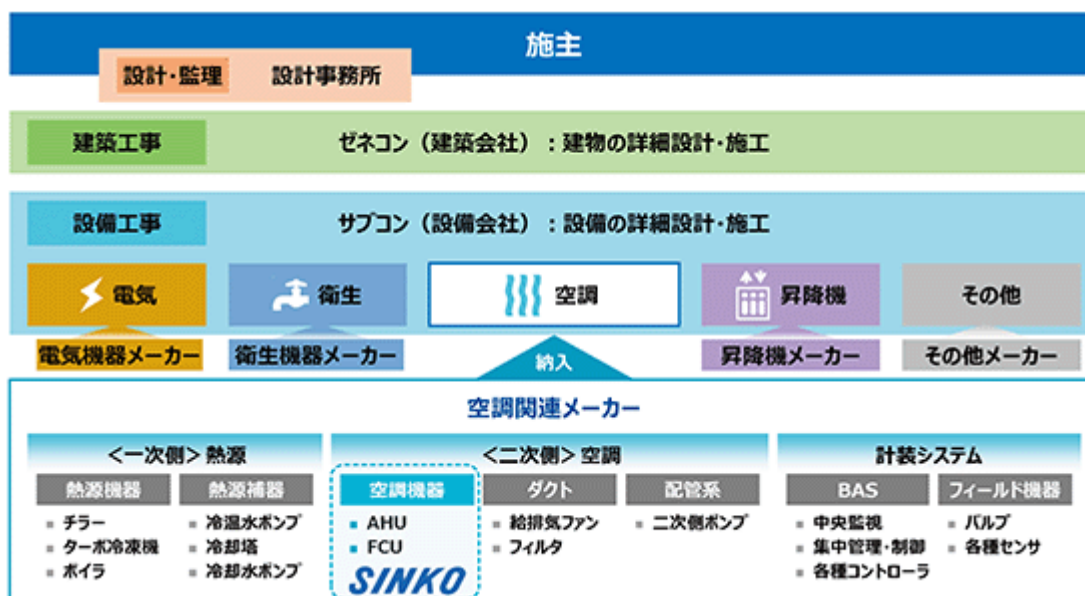 施主
設計・監理 設計事務所
建築工事 ゼネコン（建築会社）：建物の詳細設計・施工
設備工事 サブコン（設備会社）：設備の詳細設計・施工
電気 衛生 空調 昇降機 その他
電気機器メーカー 衛生機器メーカー 納入 昇降機メーカー その他メーカー
空調関連メーカー
＜一次側＞熱源 ＜二次側＞空調 計装システム
熱源機器 熱源補器 空調機器 ダクト 配管系 BAS フィールド機器
▪ チラー ▪ 冷温水ポンプ ▪ AHU ▪ 給排気ファン ▪ 二次側ポンプ ▪ 中央監視 ▪ バルブ
▪ ターボ冷凍機 ▪ 冷却塔 ▪ FCU ▪ フィルタ ▪ 集中管理・制御 ▪ 各種センサ
▪ ボイラ ▪ 冷却水ポンプ SINKO ▪ 各種コントローラ